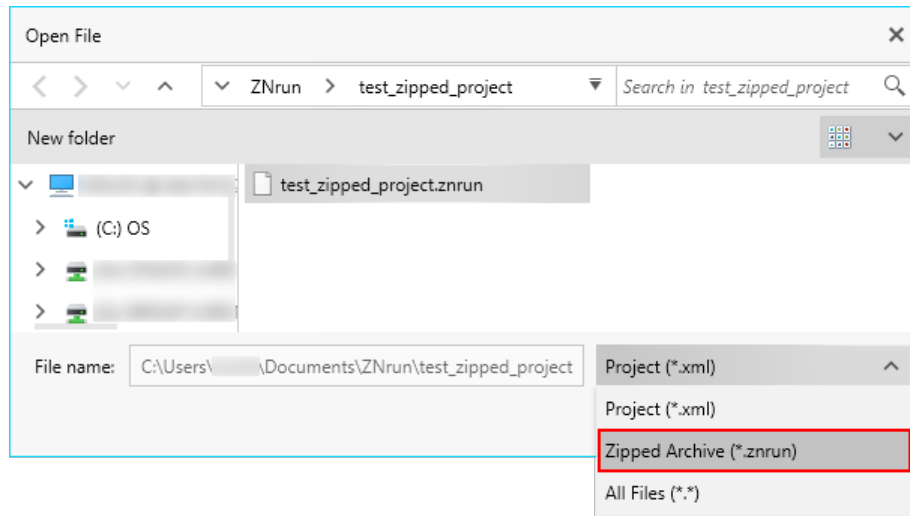 Open File
ZNrun > test_zipped_project
Search in test_zipped_project
New folder
test_zipped_project.znrun
(C:) OS
File name: C:\Users\ \Documents\ZNrun\test_zipped_project
Project (*.xml)
Project (*.xml)
Zipped Archive (*.znrun)
All Files (*.*)